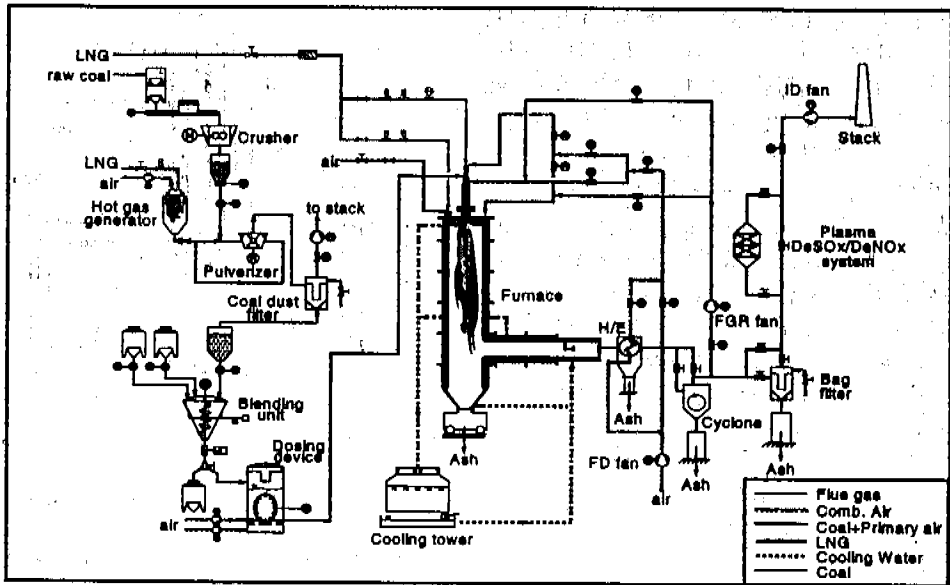 LNG
raw coal
Crusher
LNG
air
Hot gas
generator
Pulverizer
to stack
Coal dust
filter
Blending
unit
Dosing
device
air
air
Furnace
Ash
Cooling tower
H/E
Ash
FD fan
air
Cyclone
Ash
FGR fan
ID fan
Stack
Plasma
DeSOx/DeNOx
system
Bag
filter
Ash
Flue gas
Comb. Air
Coal+Primary air
LNG
Cooling Water
Coal